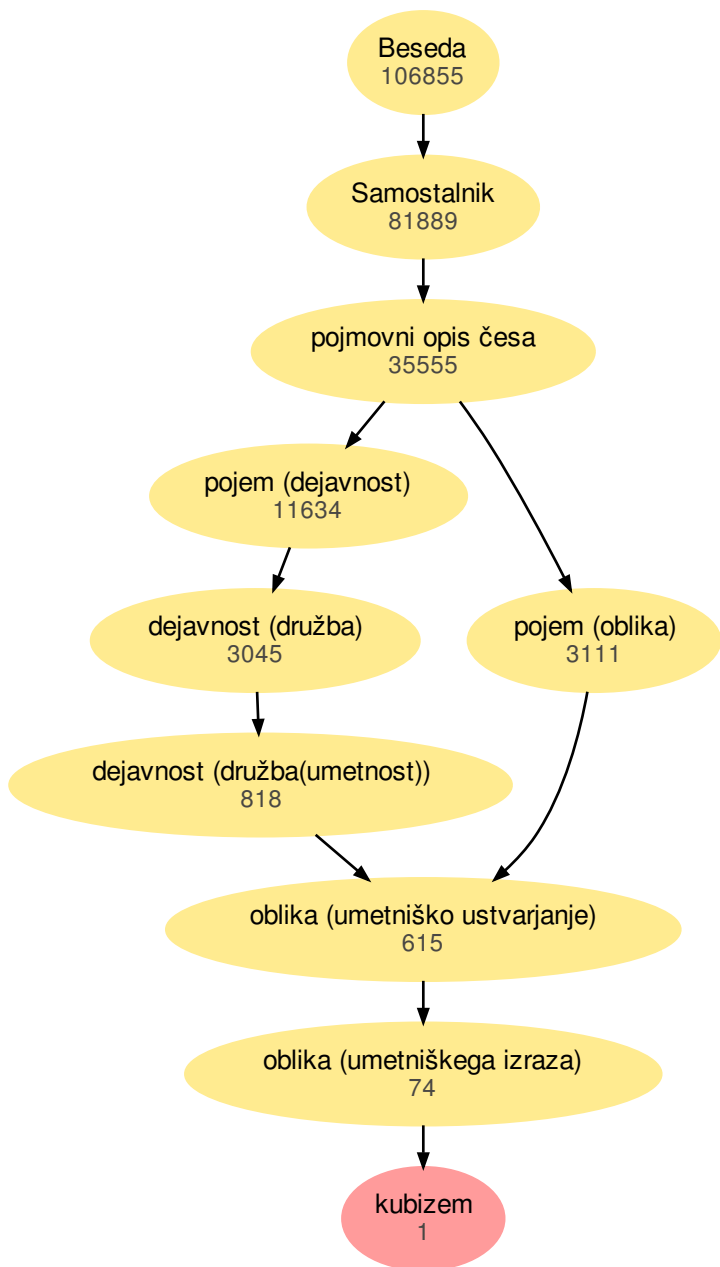 Beseda
106855
Samostalnik
81889
pojmovni opis česa
35555
pojem (dejavnost)
11634
dejavnost (družba)
3045
pojem (oblika)
3111
dejavnost (družba(umetnost))
818
oblika (umetniško ustvarjanje)
615
oblika (umetniškega izraza)
74
kubizem
1